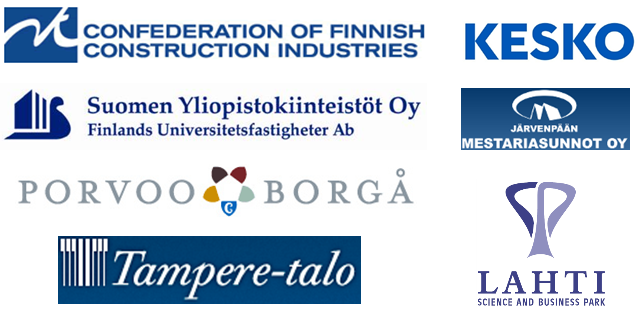 CONFEDERATION OF FINNISH
CONSTRUCTION INDUSTRIES
KESKO
Suomen Yliopistokiinteistöt Oy
Finlands Universitetsfastigheter Ab
JÄRVENPÄÄN
MESTARIASUNNOT OY
PORVOO BORGÅ
Tampere-talo
LAHTI
SCIENCE AND BUSINESS PARK